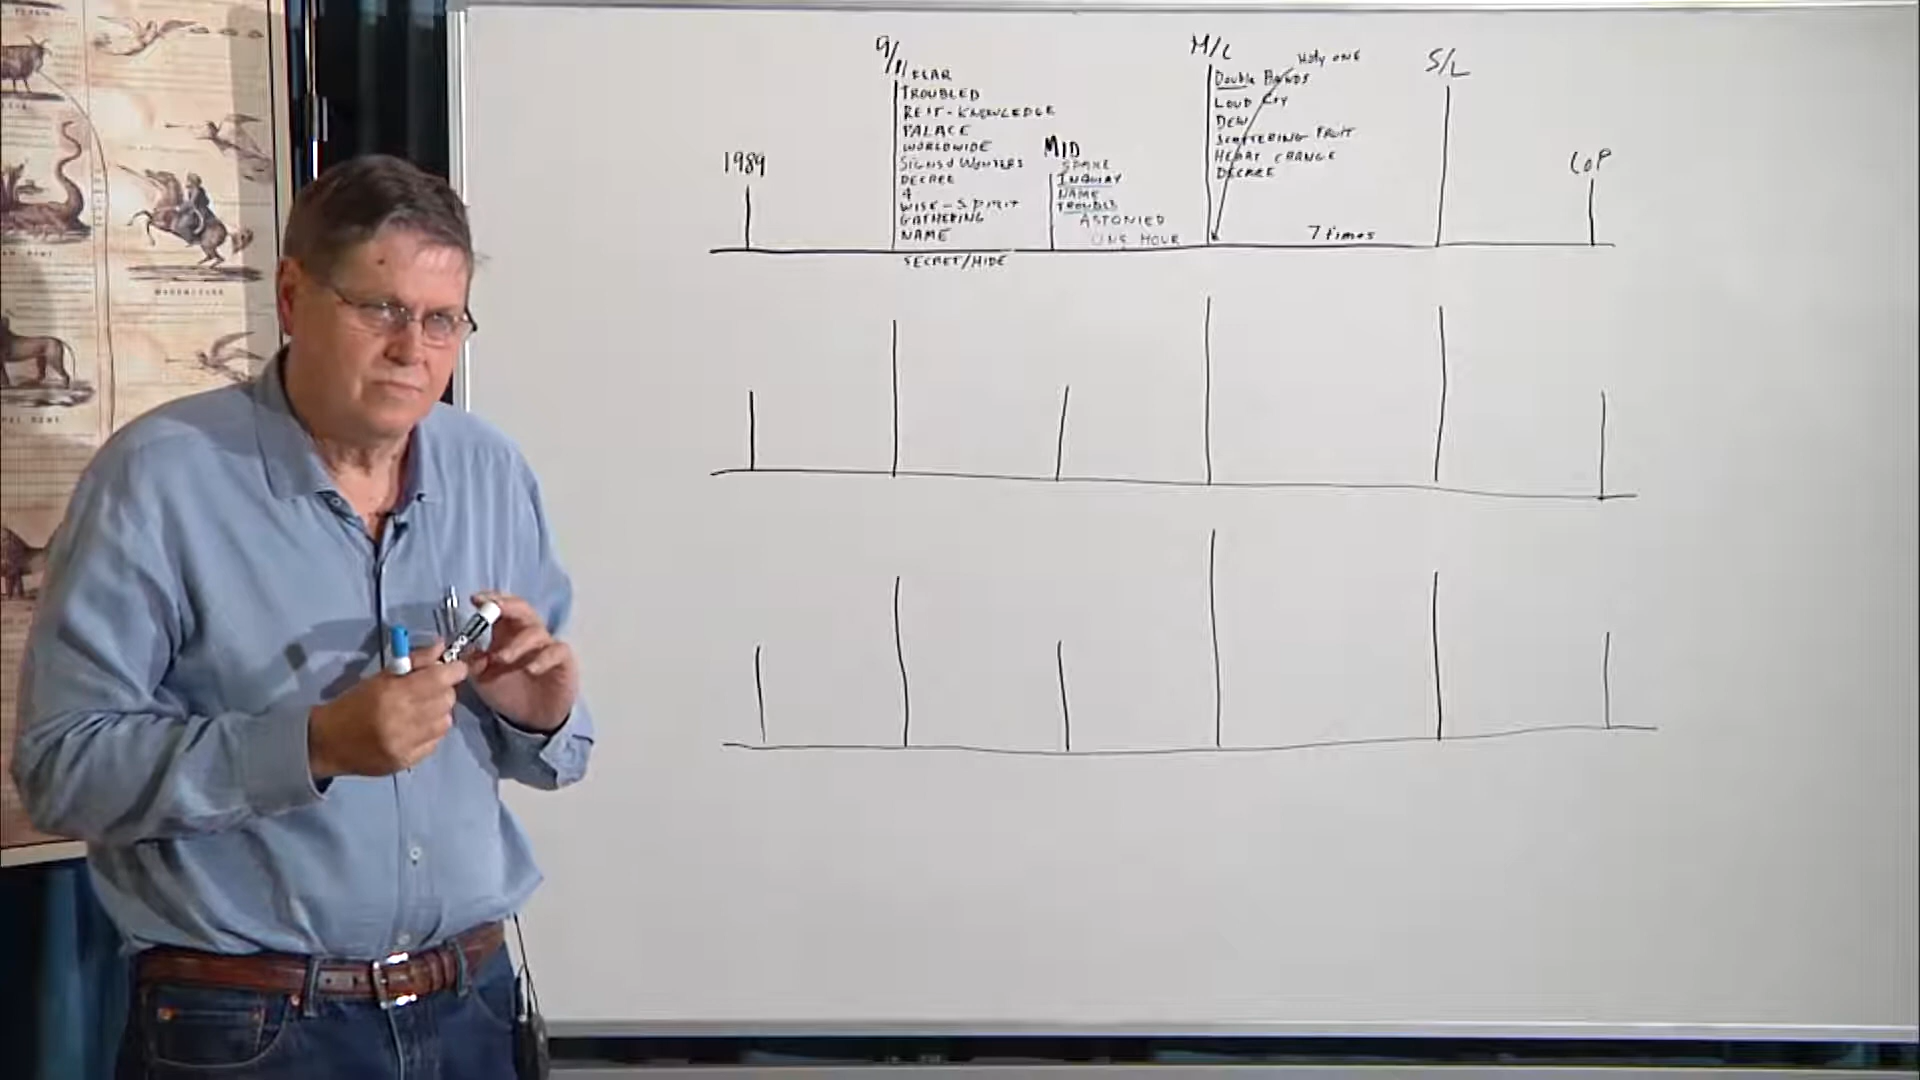 9/11
FEAR
TROUBLED
REST-KNOWLEDGE
PALACE
WORLDWIDE
SIGNS & WONDERS
DECREE
4
WISE-SPIRIT
GATHERING
NAME
SECRET/HIDE
1989
MID
SPAKE
INQUIRY
NAME
TROUBLE
ASTONIED
ONE HOUR
M/L
Holy ONE
Double BANDS
LOUD CRY
DEW
SCATTERING FRUIT
HEART CHANGE
DECREE
7 times
S/L
CoP